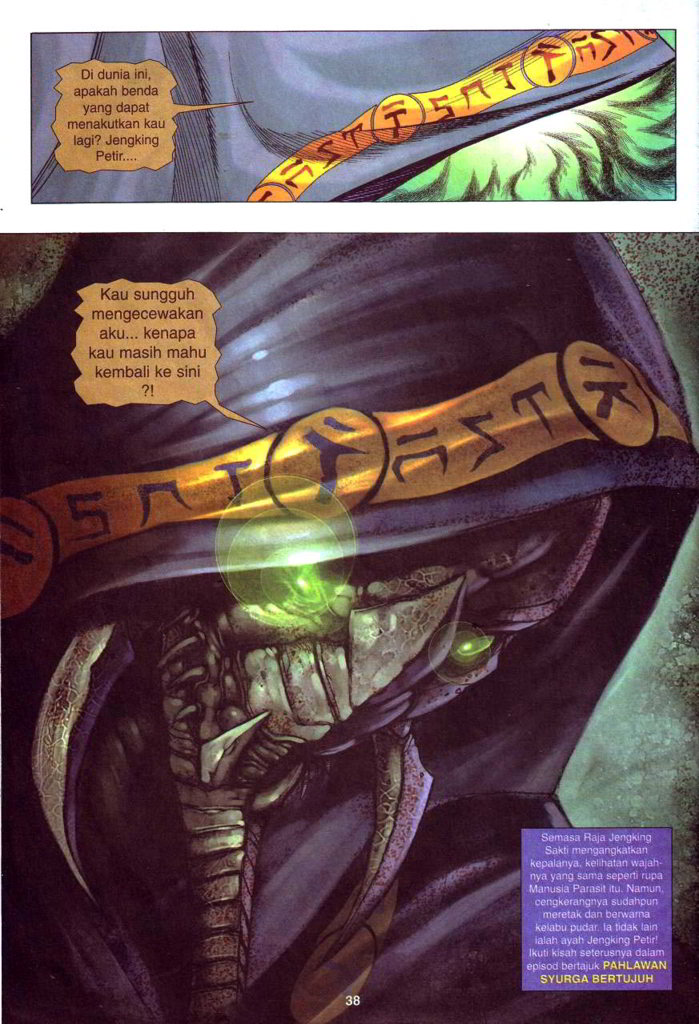 Di dunia ini,
apakah benda
yang dapat
menakutkan kau
lagi? Jengking
Petir....
Kau sungguh
mengecewakan
aku... kenapa
kau masih mahu
kembali ke sini
?!
Semasa Raja Jengking
Sakti mengangkatkan
kepalanya, kelihatan wajah-
nya yang sama seperti rupa
Manusia Parasit itu. Namun,
cengkerangnya sudahpun
meretak dan berwarna
kelabu pudar. Ia tidak lain
ialah ayah Jengking Petir!
Ikuti kisah seterusnya dalam
episod bertajuk PAHLAWAN
SYURGA BERTUJUH
38